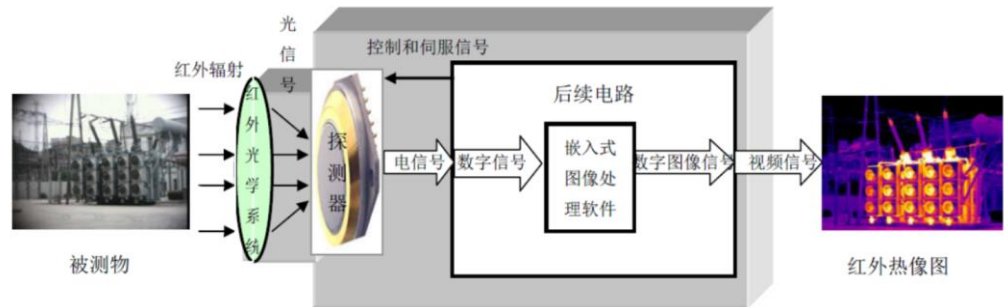 光信号
控制和伺服信号
红外辐射
红外光学系统
探测器
后续电路
电信号
数字信号
嵌入式
图像处
理软件
数字图像信号
视频信号
被测物
红外热像图